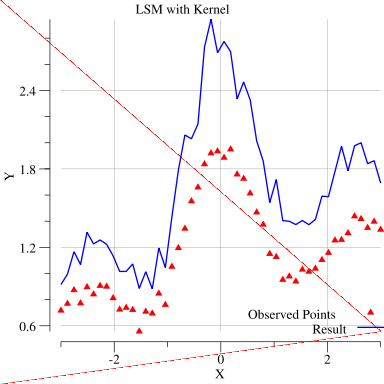 LSM with Kernel
2.4
1.8
1.2
0.6
Y
-2
0
2
X
Observed Points
Result